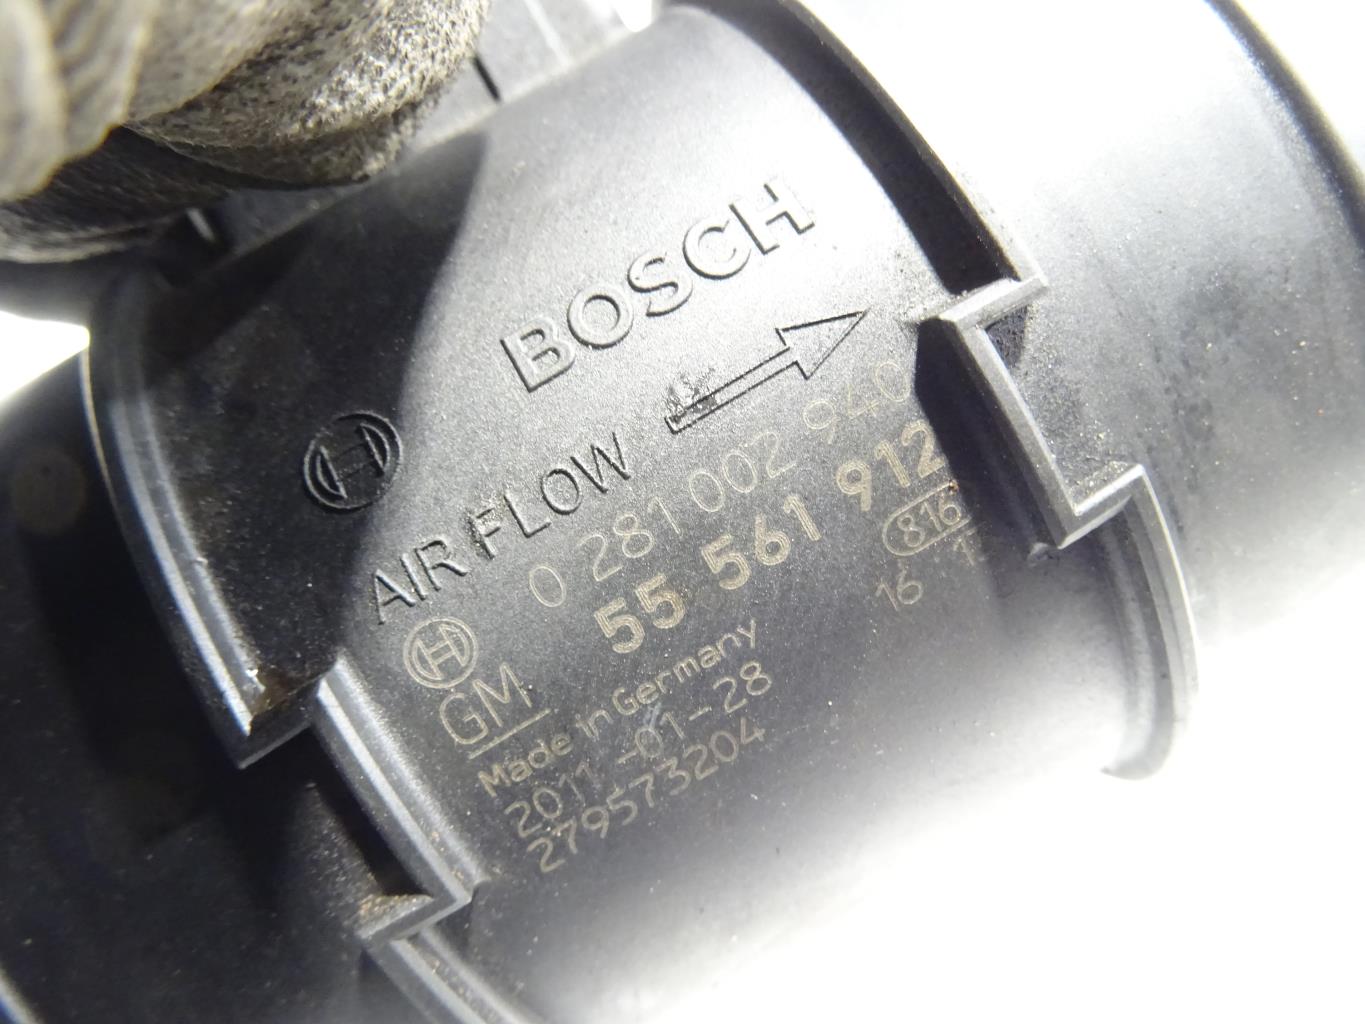 BOSCH
AIR FLOW
0 281 002 940
55 561 912
GM
816
16
Made in Germany
2011-01-28
279573204